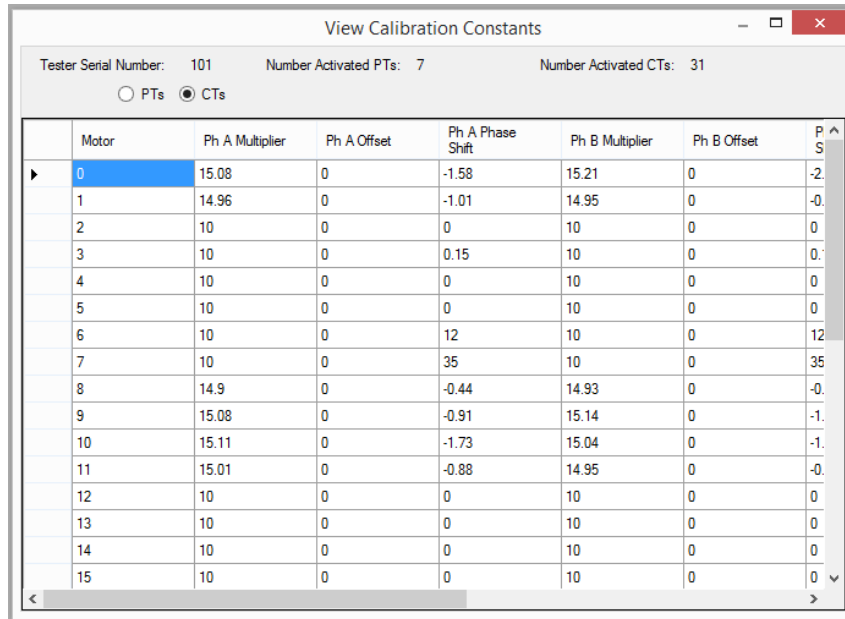 View Calibration Constants
Tester Serial Number: 101 Number Activated PTs: 7 Number Activated CTs: 31
PTs CTs
Motor Ph A Multiplier Ph A Offset Ph A Phase Shift Ph B Multiplier Ph B Offset
0 15.08 0 -1.58 15.21 0 -2.
1 14.96 0 -1.01 14.95 0 -0.
2 10 0 0 10 0 0
3 10 0 0.15 10 0 0.
4 10 0 0 10 0 0
5 10 0 0 10 0 0
6 10 0 12 10 0 12
7 10 0 35 10 0 35
8 14.9 0 -0.44 14.93 0 -0.
9 15.08 0 -0.91 15.14 0 -1.
10 15.11 0 -1.73 15.04 0 -1.
11 15.01 0 -0.88 14.95 0 -0.
12 10 0 0 10 0 0
13 10 0 0 10 0 0
14 10 0 0 10 0 0
15 10 0 0 10 0 0